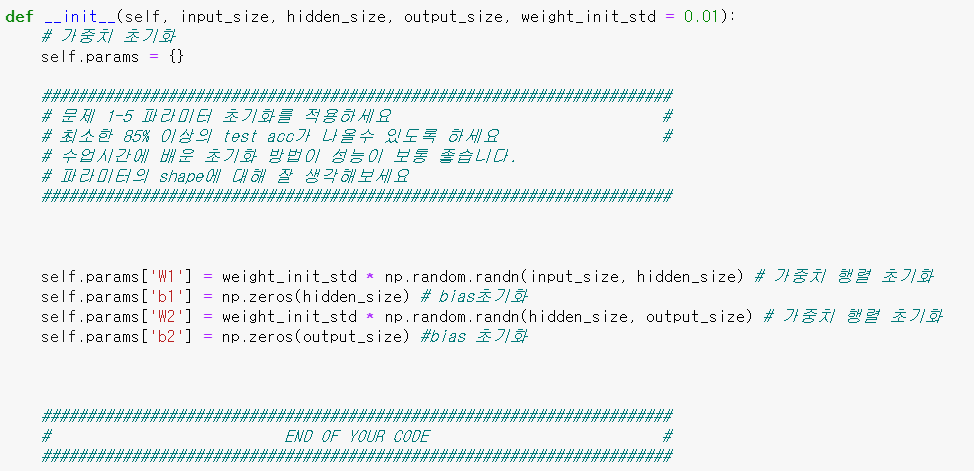 def __init__(self, input_size, hidden_size, output_size, weight_init_std = 0.01):
# 가중치 초기화
self.params = {}
######################################################################
# 문제 1-5 파라미터 초기화를 적용하세요 #
# 최소한 85% 이상의 test acc가 나올수 있도록 하세요 #
# 수업시간에 배운 초기화 방법이 성능이 보통 좋습니다.
# 파라미터의 shape에 대해 잘 생각해보세요
######################################################################
self.params['W1'] = weight_init_std * np.random.randn(input_size, hidden_size) # 가중치 행렬 초기화
self.params['b1'] = np.zeros(hidden_size) # bias초기화
self.params['W2'] = weight_init_std * np.random.randn(hidden_size, output_size) # 가중치 행렬 초기화
self.params['b2'] = np.zeros(output_size) #bias 초기화
######################################################################
# END OF YOUR CODE #
######################################################################